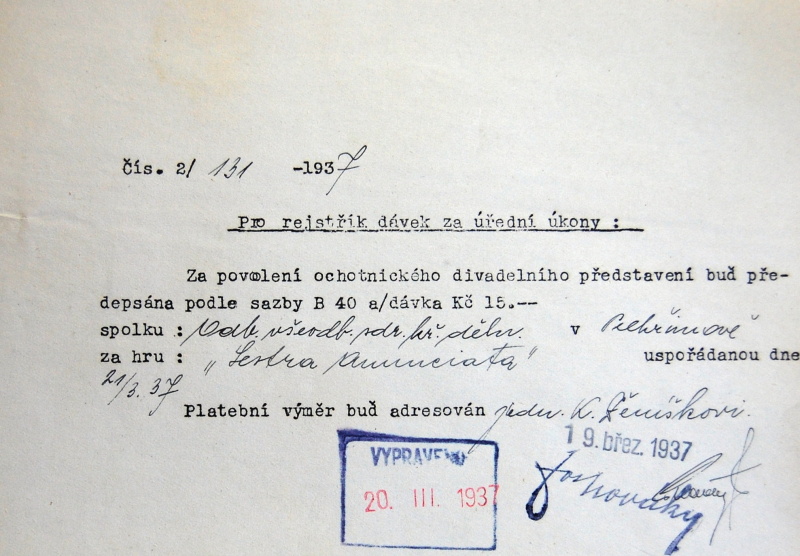 Čís. 2/ 131 -1937
Pro rejstřík dávek za úřední úkony :
Za povolení ochotnického divadelního představení buď pře-
depsána podle sazby B 40 a/dávka Kč 15.--
spolku : Odb. všeodb. sdr. kř. děln. v
za hru : "Sestra Anunciata" uspořádanou dne
21/3. 37
Platební výměr buď adresován jedn. K.
19. břez. 1937
VYPRAVENO
20. III. 1937